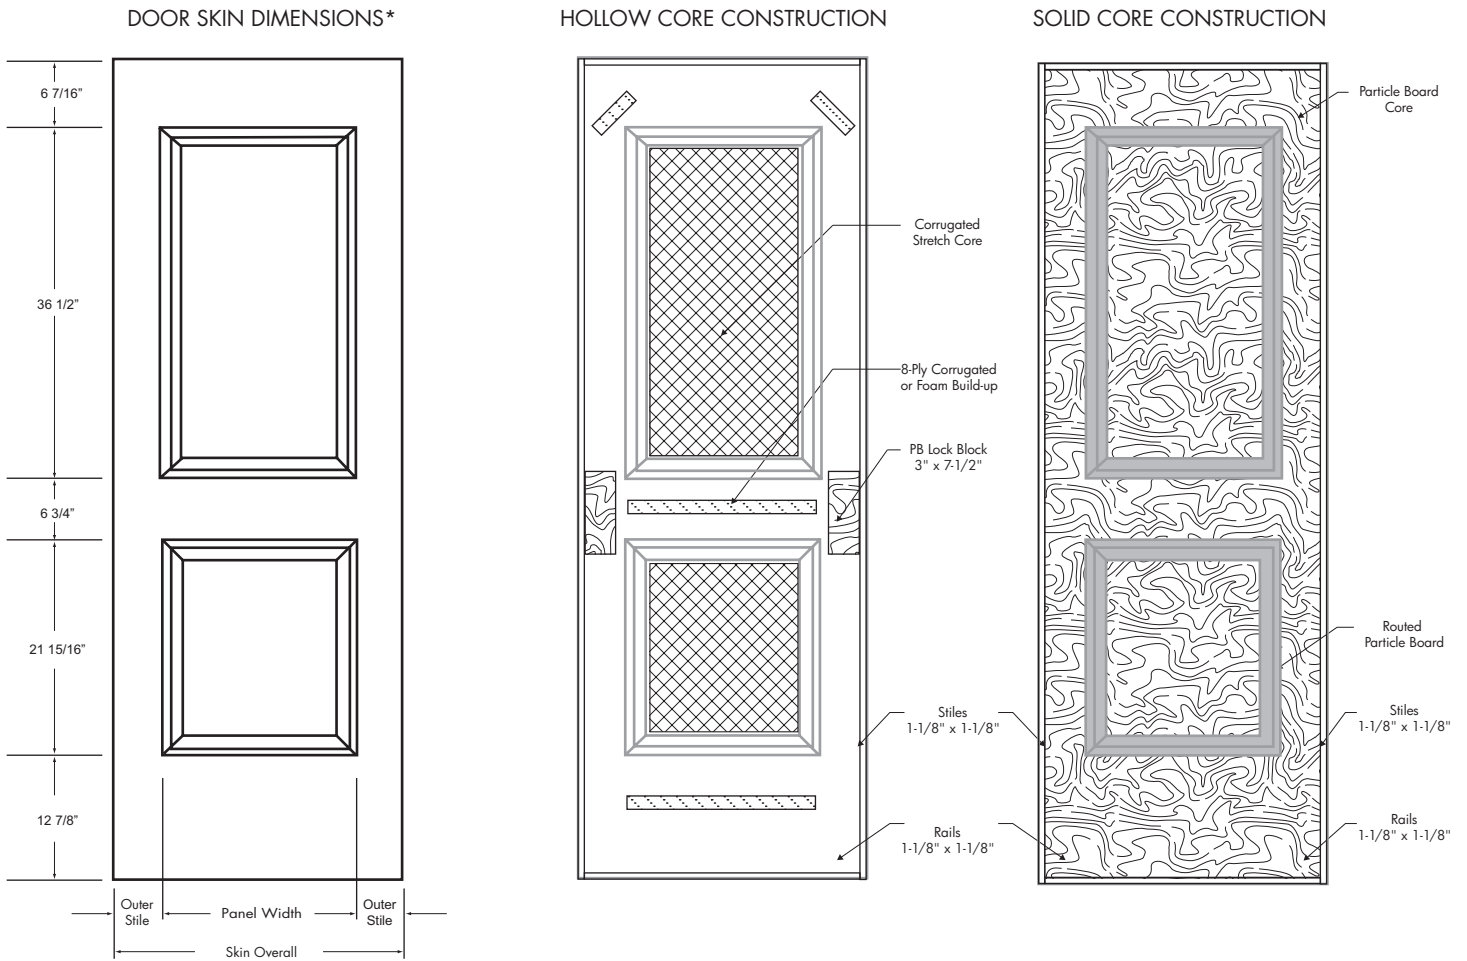 DOOR SKIN DIMENSIONS*
6 7/16”
36 1/2”
6 3/4”
21 15/16”
12 7/8”
Outer
Stile
Panel Width
Outer
Stile
Skin Overall
HOLLOW CORE CONSTRUCTION
Corrugated
Stretch Core
8-Ply Corrugated
or Foam Build-up
PB Lock Block
3" x 7-1/2"
Stiles
1-1/8" x 1-1/8"
Rails
1-1/8" x 1-1/8"
SOLID CORE CONSTRUCTION
Particle Board
Core
Routed
Particle Board
Stiles
1-1/8" x 1-1/8"
Rails
1-1/8" x 1-1/8"